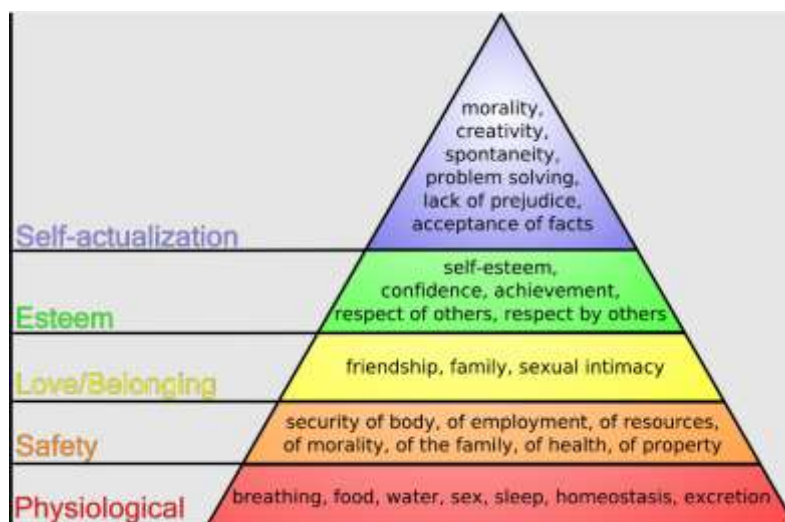 morality,
creativity,
spontaneity,
problem solving,
lack of prejudice,
acceptance of facts
Self-actualization
self-esteem,
confidence, achievement,
respect of others, respect by others
Esteem
friendship, family, sexual intimacy
Love/Belonging
security of body, of employment, of resources,
of morality, of the family, of health, of property
Safety
breathing, food, water, sex, sleep, homeostasis, excretion
Physiological